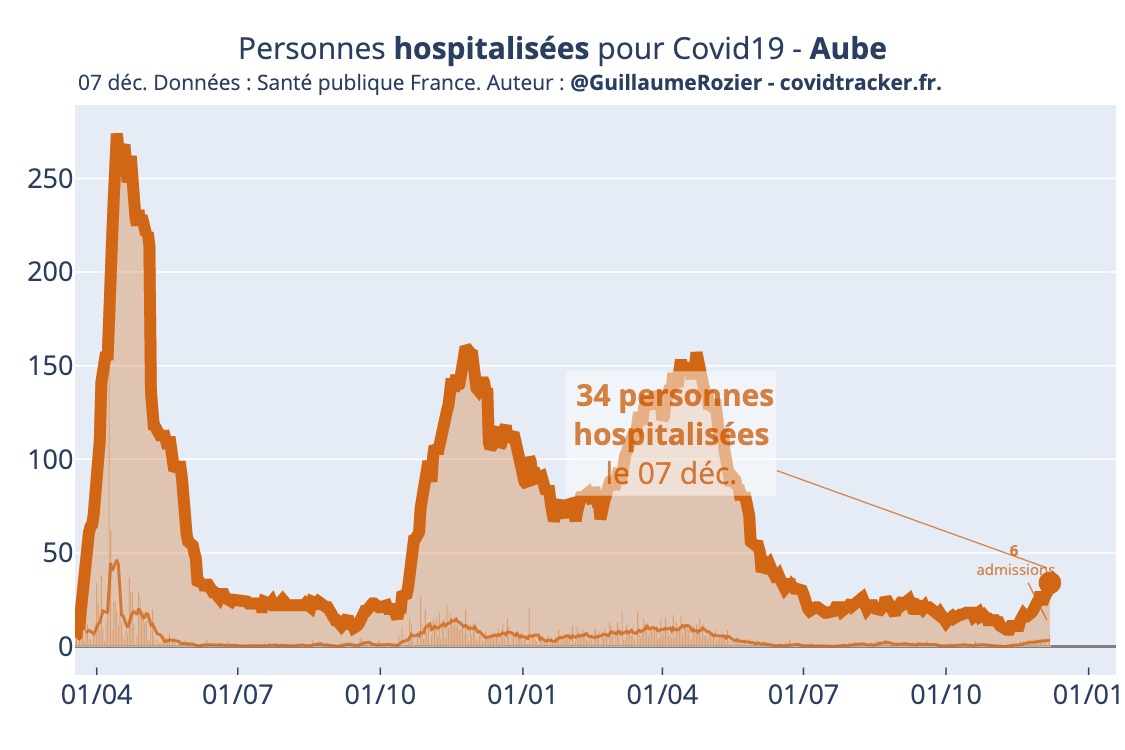 Personnes hospitalisées pour Covid19 - Aube
07 déc. Données : Santé publique France. Auteur : @GuillaumeRozier - covidtracker.fr.
250
200
150
100
50
0
34 personnes
hospitalisées
le 07 déc.
6
admissions
01/04
01/07
01/10
01/01
01/04
01/07
01/10
01/01